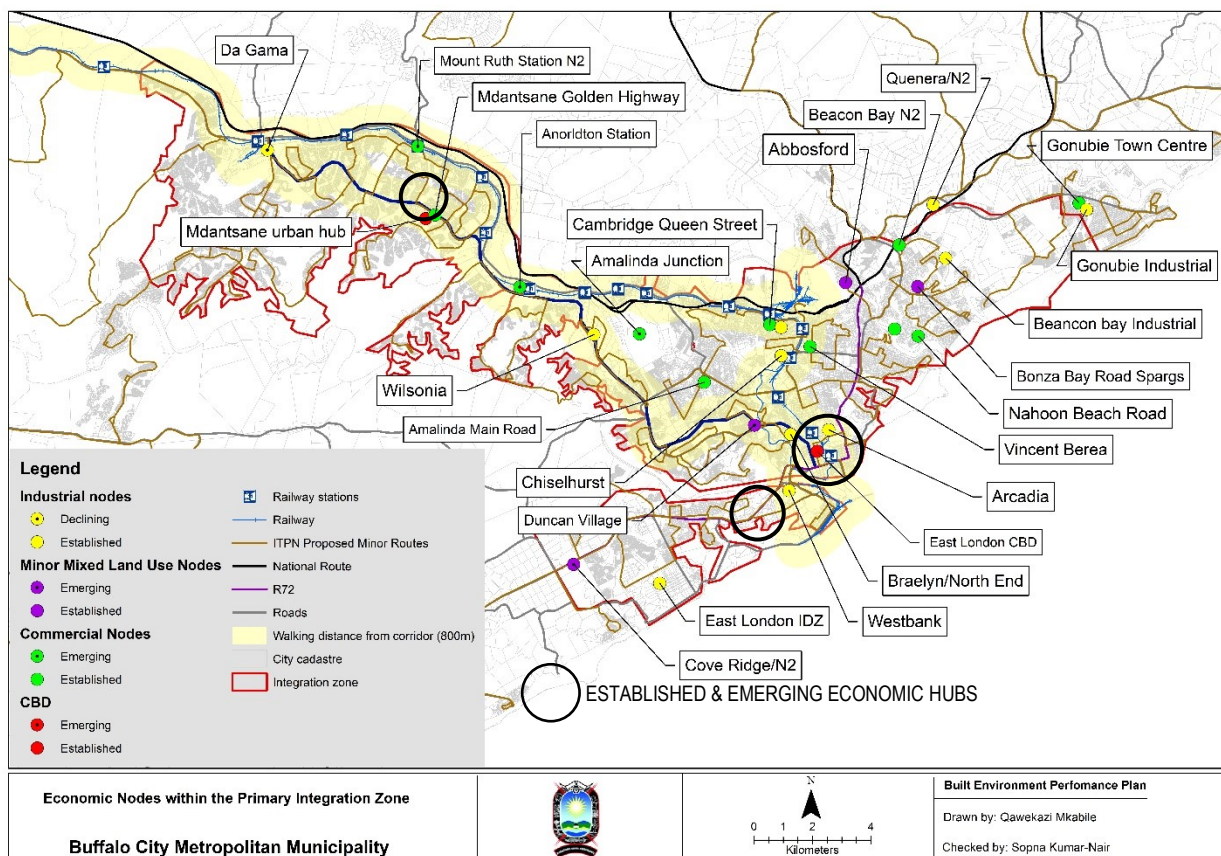 Da Gama
Mount Ruth Station N2
Mdantsane Golden Highway
Anorldton Station
Quenera/N2
Beacon Bay N2
Abbosford
Gonubie Town Centre
Mdantsane urban hub
Cambridge Queen Street
Amalinda Junction
Gonubie Industrial
Beancon bay Industrial
Wilsonia
Bonza Bay Road Spargs
Amalinda Main Road
Nahoon Beach Road
Vincent Berea
Chiselhurst
Arcadia
Duncan Village
East London CBD
Braelyn/North End
East London IDZ
Westbank
Cove Ridge/N2
ESTABLISHED & EMERGING ECONOMIC HUBS
Legend
Industrial nodes
Declining
Established
Minor Mixed Land Use Nodes
Emerging
Established
Commercial Nodes
Emerging
Established
CBD
Emerging
Established
Railway stations
Railway
ITPN Proposed Minor Routes
National Route
R72
Roads
Walking distance from corridor (800m)
City cadastre
Integration zone
Economic Nodes within the Primary Integration Zone
Buffalo City Metropolitan Municipality
N
0 2 4
Kilometers
Built Environment Perfomance Plan
Drawn by: Qawekazi Mkabile
Checked by: Sopna Kumar-Nair